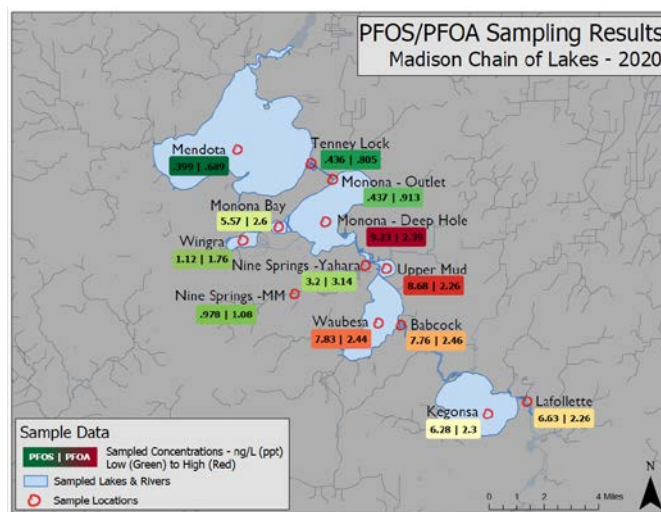 PFOS/PFOA Sampling Results
Madison Chain of Lakes - 2020
Mendota
.399 | .689
Tenney Lock
.436 | .805
Monona - Outlet
.437 | .913
Monona Bay
5.57 | 2.6
Monona - Deep Hole
9.23 | 2.39
Wingra
1.12 | 1.76
Nine Springs -Yahara
3.2 | 3.14
Upper Mud
8.68 | 2.26
Nine Springs -MM
.978 | 1.08
Waubesa
7.83 | 2.44
Babcock
7.76 | 2.46
Kegonsa
6.28 | 2.3
Lafollette
6.63 | 2.26
Sample Data
PFOS | PFOA
Sampled Concentrations - ng/L (ppt)
Low (Green) to High (Red)
Sampled Lakes & Rivers
Sample Locations
N
0 1 2 4 Miles